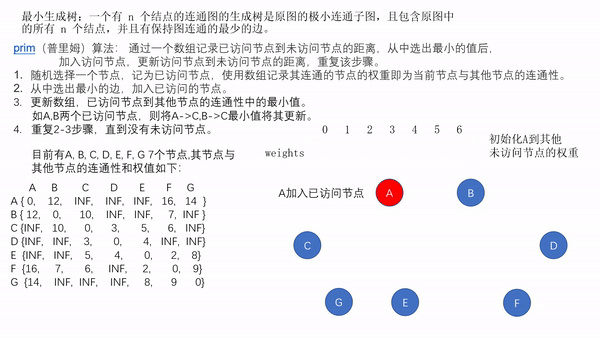 最小生成树:一个有 n 个结点的连通图的生成树是原图的极小连通子图,且包含原图中
的所有 n 个结点,并且有保持图连通的最少的边。
prim(普里姆)算法: 通过一个数组记录已访问节点到未访问节点的距离,从中选出最小的值后,
加入访问节点,更新访问节点到未访问节点的距离,重复该步骤。
1. 随机选择一个节点,记为已访问节点,使用数组记录其连通的节点的权重即为当前节点与其他节点的连通性。
2. 从中选出最小的边,加入已访问的节点。
3. 更新数组,已访问节点到其他节点的连通性中的最小值。
如A,B两个已访问节点,则将A->C,B->C最小值将其更新。
4. 重复2-3步骤,直到没有未访问节点。
0 1 2 3 4 5 6
weights
初始化A到其他
未访问节点的权重
目前有A, B, C, D, E, F, G 7个节点,其节点与
其他节点的连通性和权值如下:
A B C D E F G
A { 0, 12, INF, INF, INF, 16, 14 }
B { 12, 0, 10, INF, INF, 7, INF }
C {INF, 10, 0, 3, 5, 6, INF}
D {INF, INF, 3, 0, 4, INF, INF}
E {INF, INF, 5, 4, 0, 2, 8}
F {16, 7, 6, INF, 2, 0, 9}
G {14, INF, INF, INF, 8, 9 0}
A加入已访问节点
A
B
C
D
G
E
F